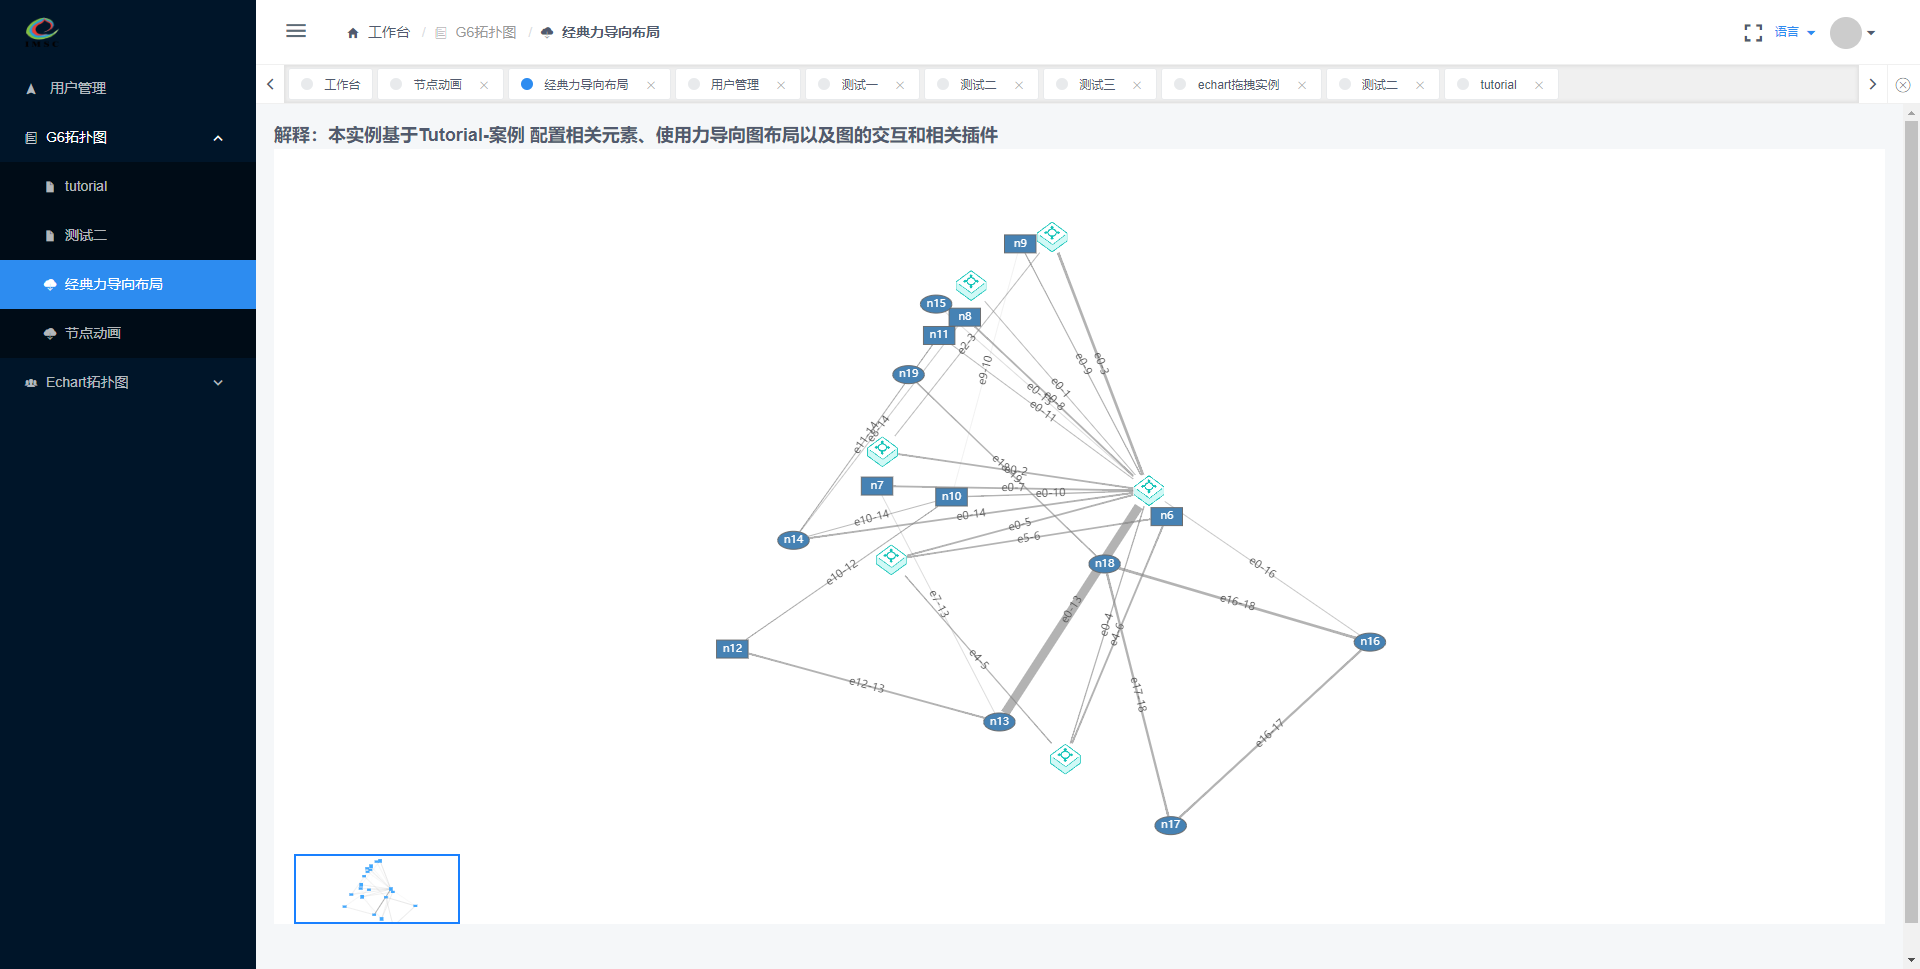 用户管理
G6拓扑图
tutorial
测试二
经典力导向布局
节点动画
Echart拓扑图
工作台 / G6拓扑图 / 经典力导向布局
语言
工作台 节点动画 经典力导向布局 用户管理 测试一 测试二 测试三 echart拖拽实例 测试二 tutorial
解释：本实例基于Tutorial-案例 配置相关元素、使用力导向图布局以及图的交互和相关插件
n9
n15
n8
n11
e2-3
e0-9
e0-3
e9-10
n19
e0-1
e0-15
e0-8
e0-11
e11-14
e8-14
e18-19
e0-2
n7
e0-7
n10
e0-10
n6
e10-14
e0-14
e0-5
e5-6
n14
n18
e0-16
e10-12
e7-13
e0-13
e16-18
e0-4
e4-6
n16
n12
e4-5
e12-13
e17-18
n13
e16-17
n17